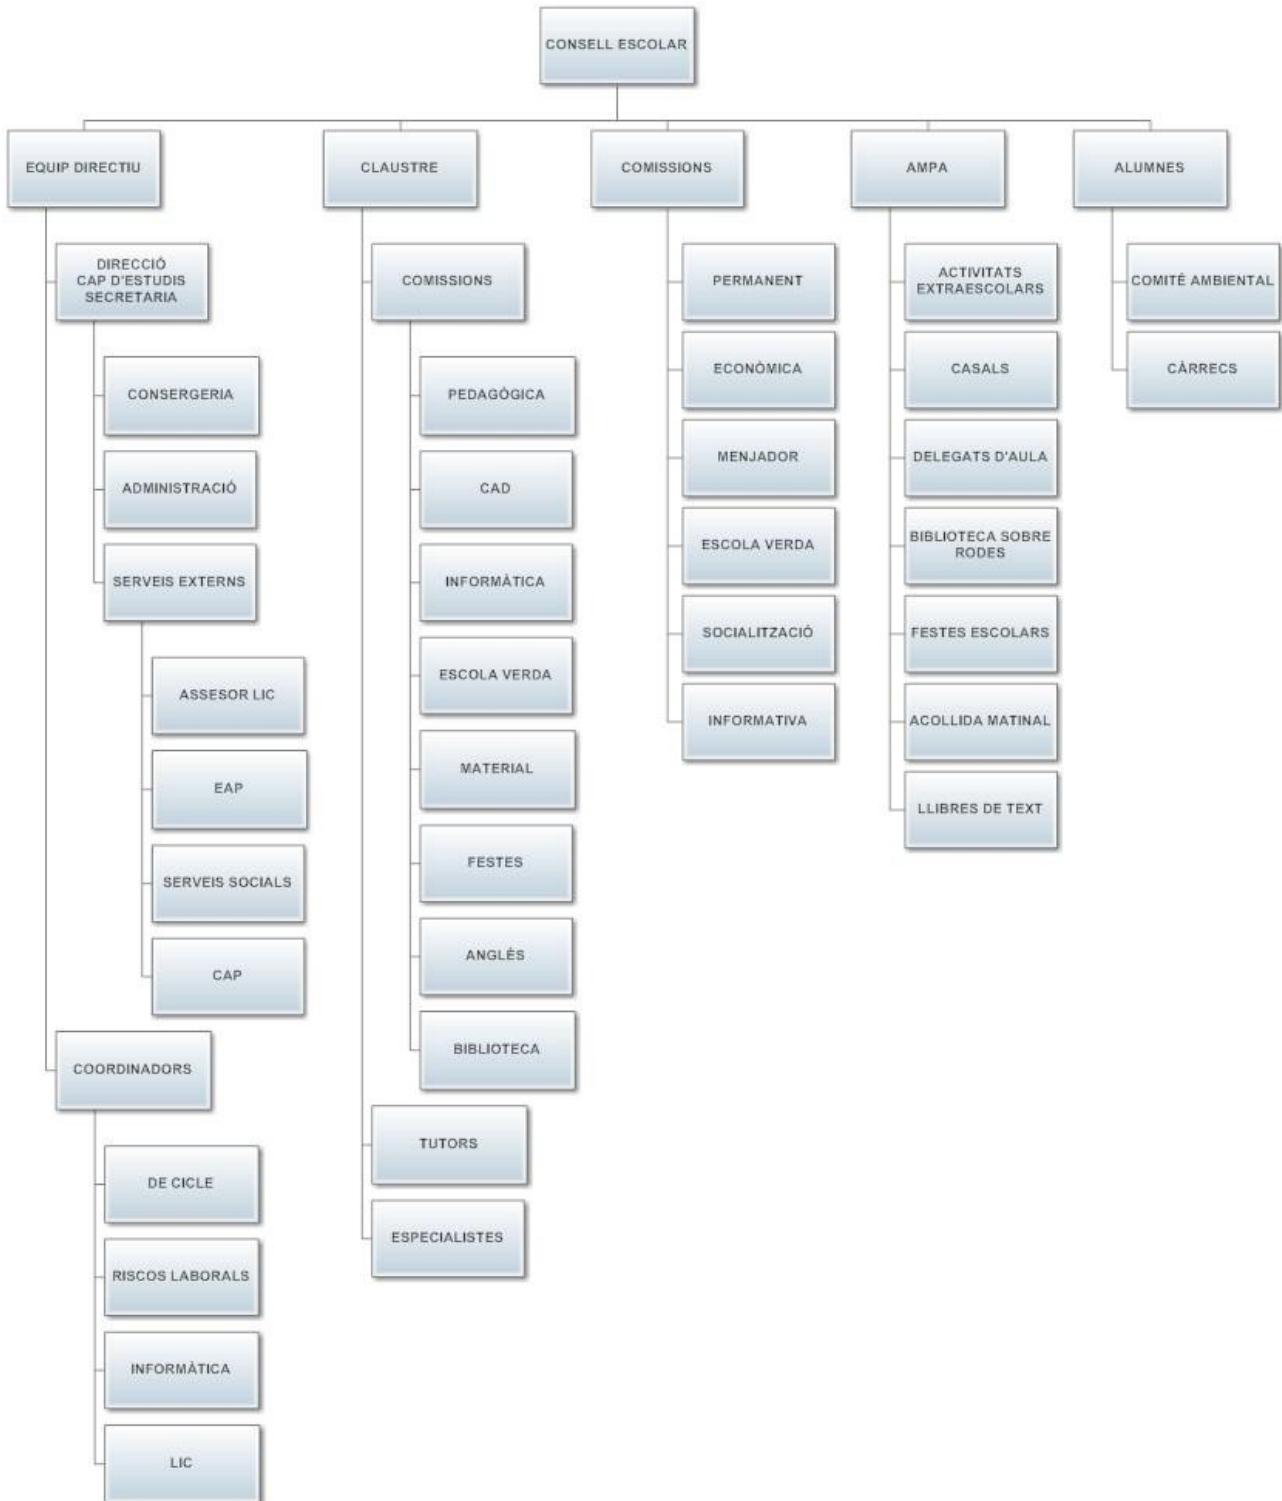 CONSELL ESCOLAR
EQUIP DIRECTIU
CLAUSTRE
COMISSIONS
AMPA
ALUMNES
DIRECCIÓ
CAP D'ESTUDIS
SECRETARIA
CONSERGERIA
ADMINISTRACIÓ
SERVEIS EXTERNS
ASSESOR LIC
EAP
SERVEIS SOCIALS
CAP
COORDINADORS
DE CICLE
RISCOS LABORALS
INFORMÀTICA
LIC
COMISSIONS
PEDAGÒGICA
CAD
INFORMÀTICA
ESCOLA VERDA
MATERIAL
FESTES
ANGLÈS
BIBLIOTECA
TUTORS
ESPECIALISTES
PERMANENT
ECONÒMICA
MENJADOR
ESCOLA VERDA
SOCIALITZACIÓ
INFORMATIVA
ACTIVITATS
EXTRAESCOLARS
CASALS
DELEGATS D'AULA
BIBLIOTECA SOBRE
RODES
FESTES ESCOLARS
ACOLLIDA MATINAL
LLIBRES DE TEXT
COMITÉ AMBIENTAL
CÀRRECS